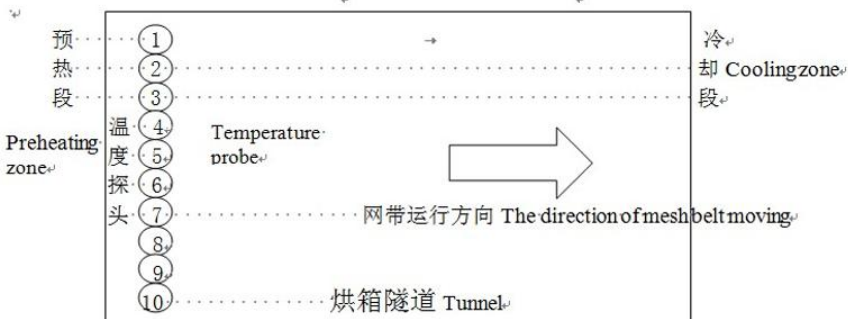 预 ① 冷
热 ② 却 Coolingzone
段 ③ 段
温 ④ Temperature
Preheating 度 ⑤ probe
zone 探 ⑥
头 ⑦ 网带运行方向 The direction of mesh belt moving
⑧
⑨
⑩ 烘箱隧道 Tunnel